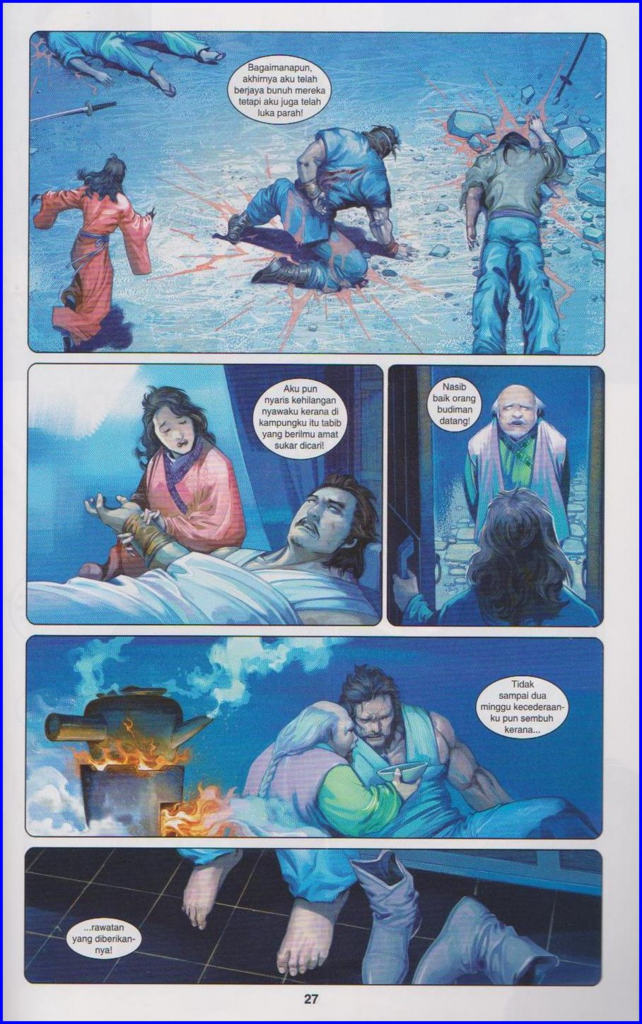 Bagaimanapun,
akhirnya aku telah
berjaya bunuh mereka
tetapi aku juga telah
luka parah!
Aku pun
nyaris kehilangan
nyawaku kerana di
kampungku itu tabib
yang berilmu amat
sukar dicari!
Nasib
baik orang
budiman
datang!
Tidak
sampai dua
minggu kecederaan-
ku pun sembuh
kerana...
...rawatan
yang diberikan-
nya!
27